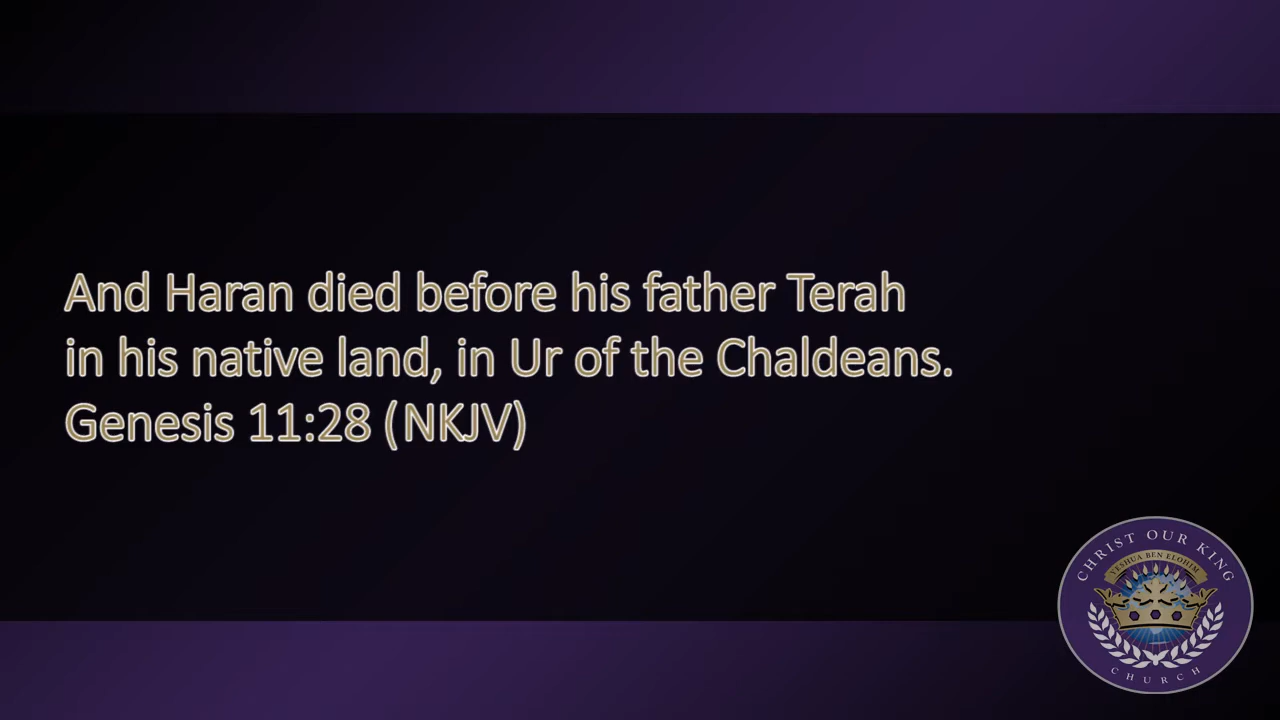 And Haran died before his father Terah
in his native land, in Ur of the Chaldeans.
Genesis 11:28 (NKJV)
CHRIST OUR KING
YESHUA BEN ELOHIM
CHURCH